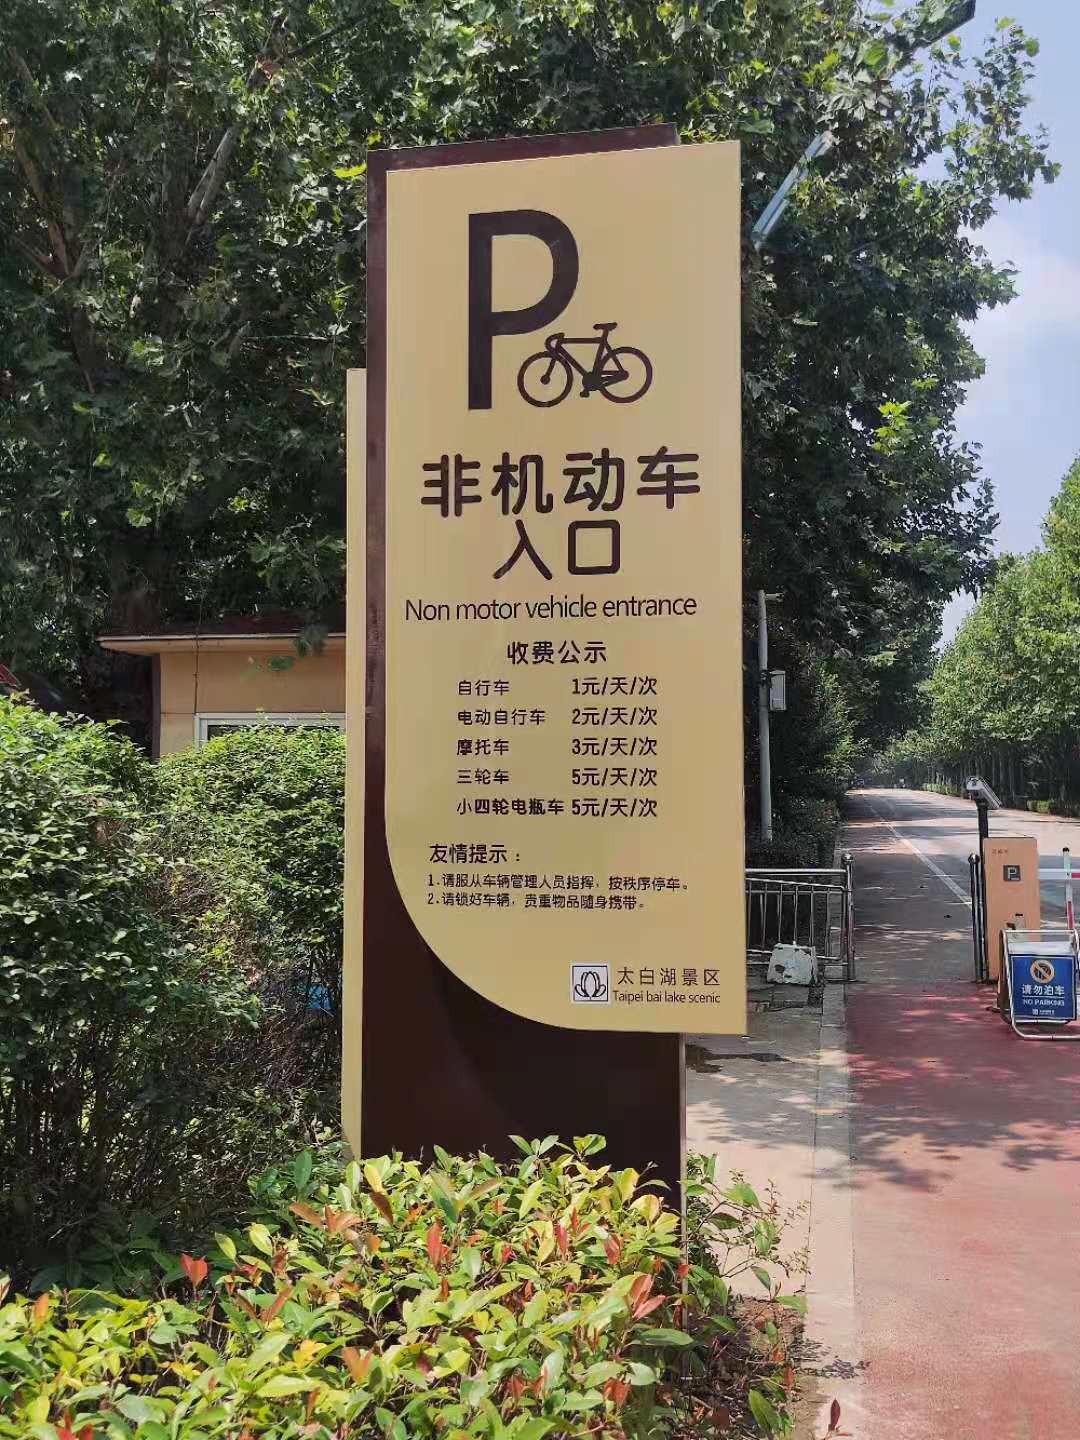 P
非机动车
入口
Non motor vehicle entrance
收费公示
自行车 1元/天/次
电动自行车 2元/天/次
摩托车 3元/天/次
三轮车 5元/天/次
小四轮电瓶车 5元/天/次
友情提示：
1.请服从车辆管理人员指挥，按秩序停车。
2.请锁好车辆，贵重物品随身携带。
太白湖景区
Taipei bai lake scenic
P
请勿泊车
NO PARKING